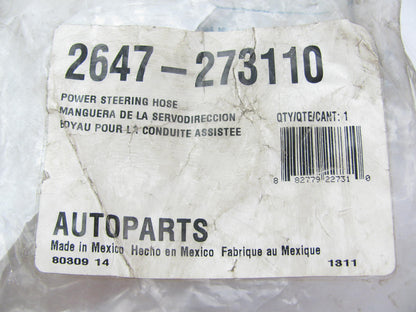 2647-273110
POWER STEERING HOSE
MANGUERA DE LA SERVODIRECCION
QTY/QTE/CANT: 1
TOYAU POUR LA CONDUITE ASSISTEE
8 82779 22731 0
AUTOPARTS
Made in Mexico Hecho en Mexico Fabrique au Mexique
80309 14
1311